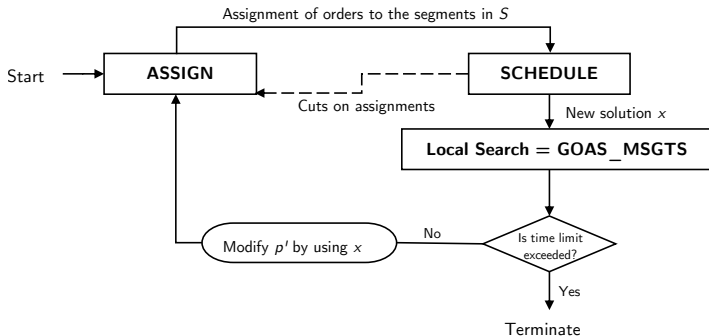 Assignment of orders to the segments in S
Start
ASSIGN
SCHEDULE
Cuts on assignments
New solution x
Local Search = GOAS_MSGTS
Modify p' by using x
No
Is time limit
exceeded?
Yes
Terminate